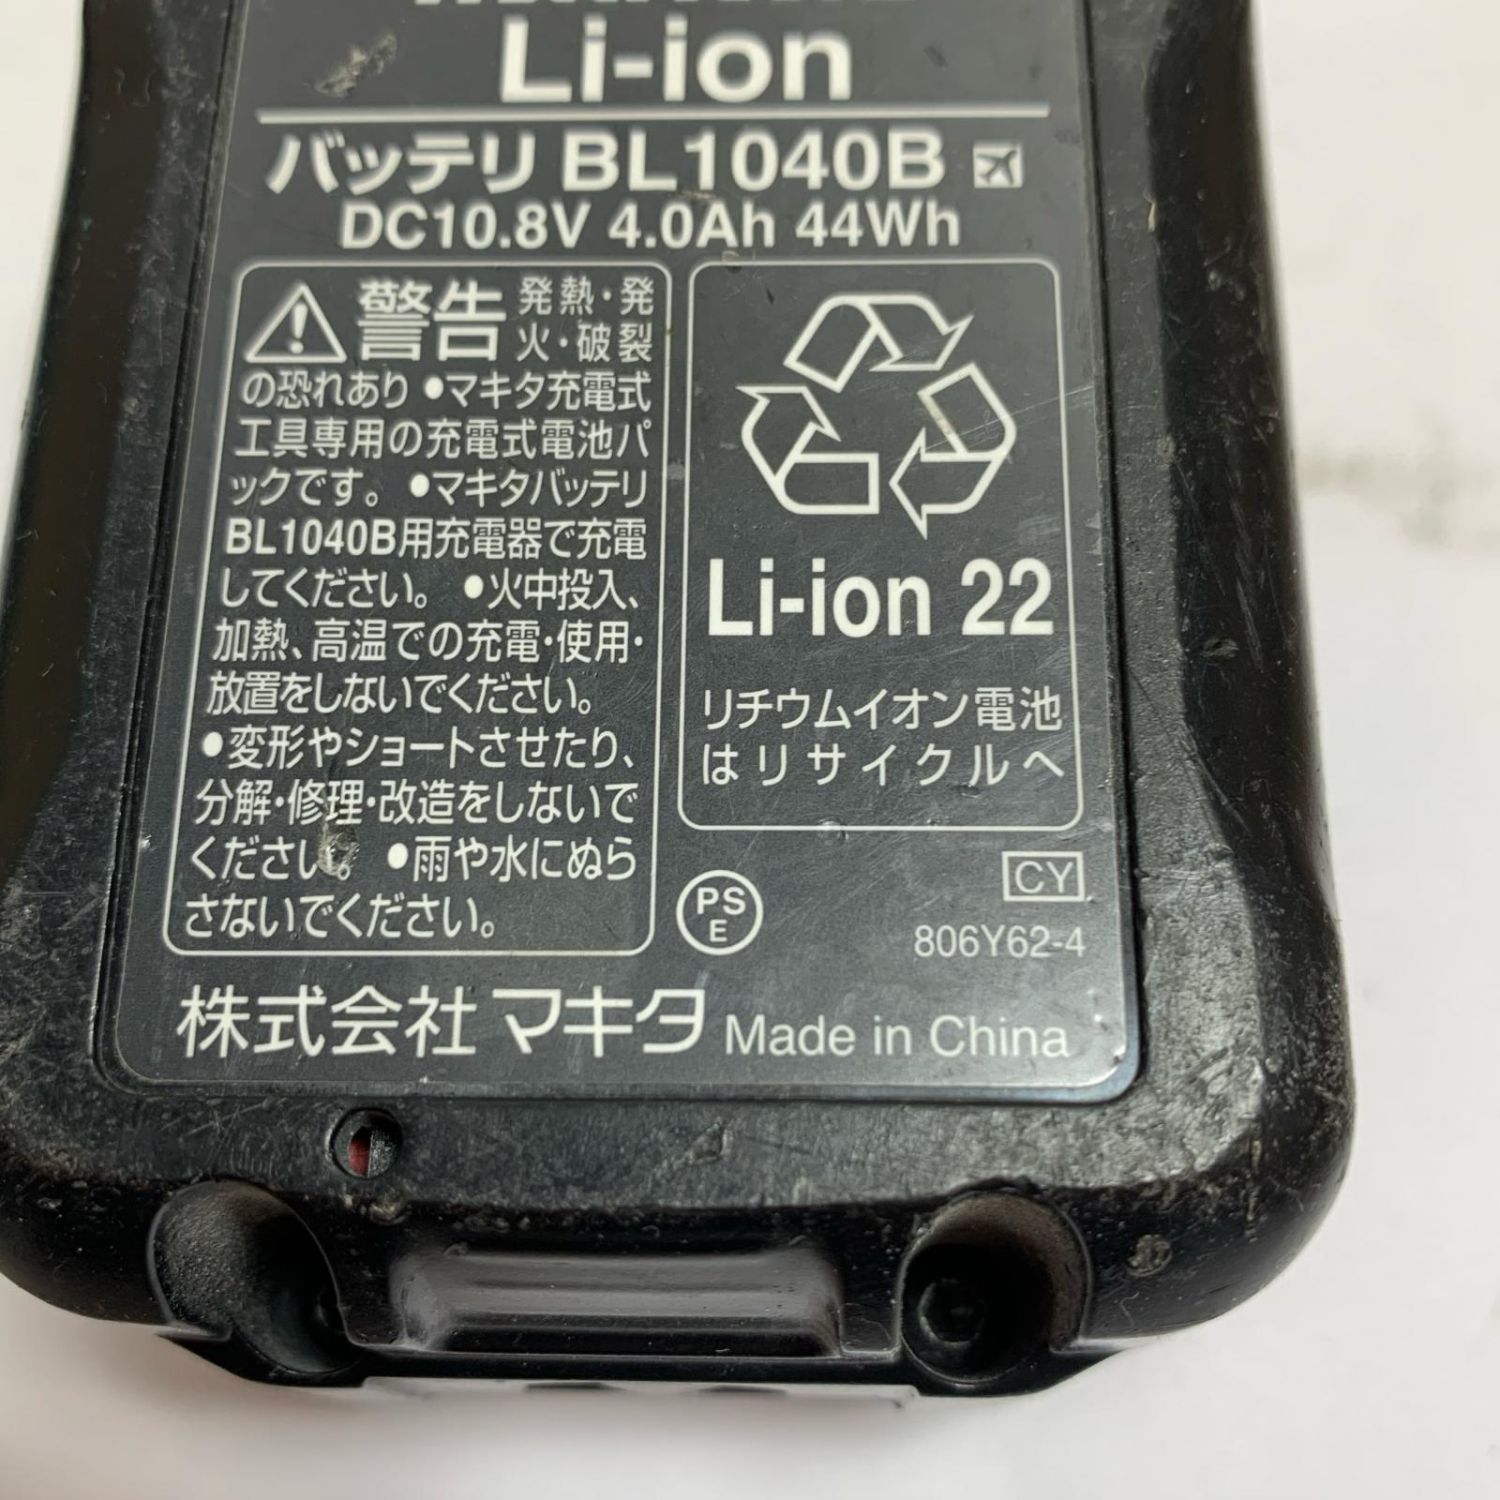 Li-ion
バッテリ BL1040B
DC10.8V 4.0Ah 44Wh
警告 発熱・発
火・破裂
の恐れあり ●マキタ充電式
工具専用の充電式電池パ
ックです。 ●マキタバッテリ
BL1040B用充電器で充電
してください。 ●火中投入、
加熱、高温での充電・使用・
放置をしないでください。
●変形やショートさせたり、
分解・修理・改造をしないで
ください。 ●雨や水にぬら
さないでください。
Li-ion 22
リチウムイオン電池
はリサイクルへ
PS
E
CY
806Y62-4
株式会社 マキタ Made in China